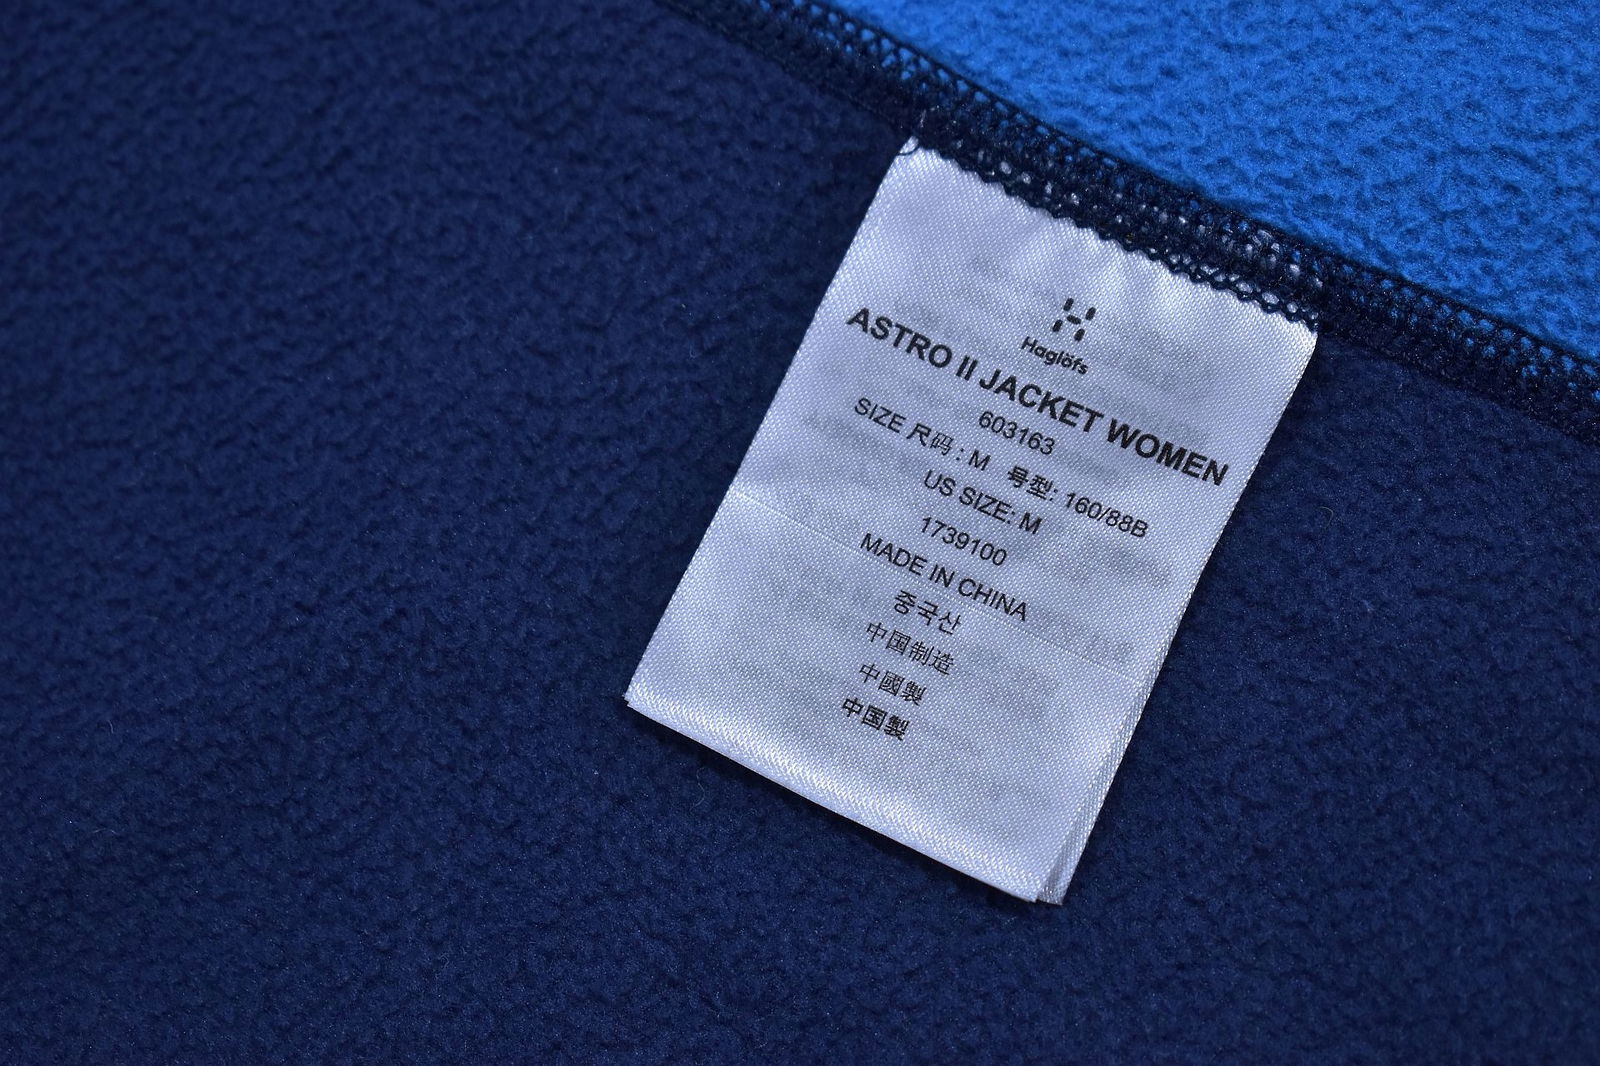 Haglöfs
ASTRO II JACKET WOMEN
603163
SIZE 尺码 : M 号型: 160/88B
US SIZE: M
1739100
MADE IN CHINA
중국산
中国制造
中國製
中国製